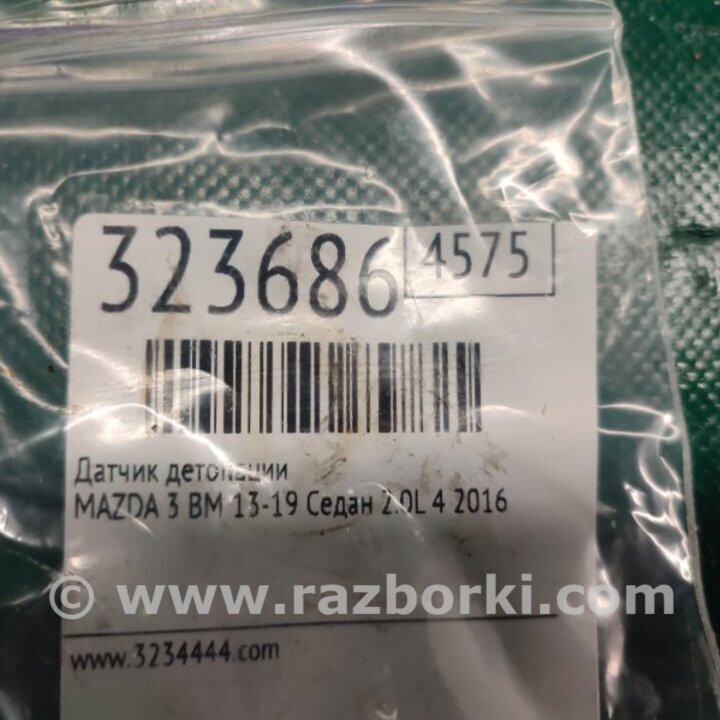 323686 4575
Датчик детонации
MAZDA 3 BM 13-19 Седан 2.0L 4 2016
© www.razborki.com
www.3234444.com